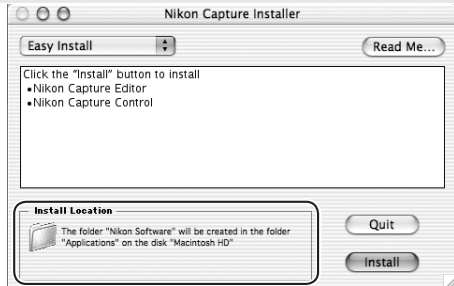 Nikon Capture Installer
Easy Install
Read Me...
Click the "Install" button to install
•Nikon Capture Editor
•Nikon Capture Control
Install Location
The folder "Nikon Software" will be created in the folder
"Applications" on the disk "Macintosh HD"
Quit
Install